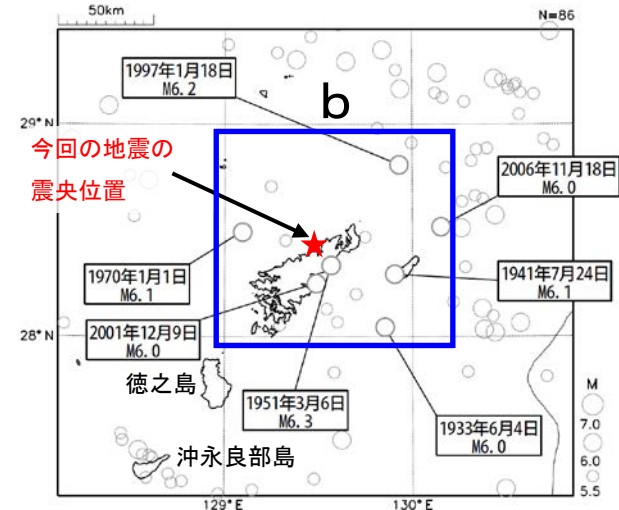 50km
N=86
1997年1月18日
M6.2
b
29°N
今回の地震の
震央位置
2006年11月18日
M6.0
1970年1月1日
M6.1
1941年7月24日
M6.1
2001年12月9日
M6.0
28°N
徳之島
1951年3月6日
M6.3
1933年6月4日
M6.0
沖永良部島
M
7.0
6.0
5.5
129°E
130°E